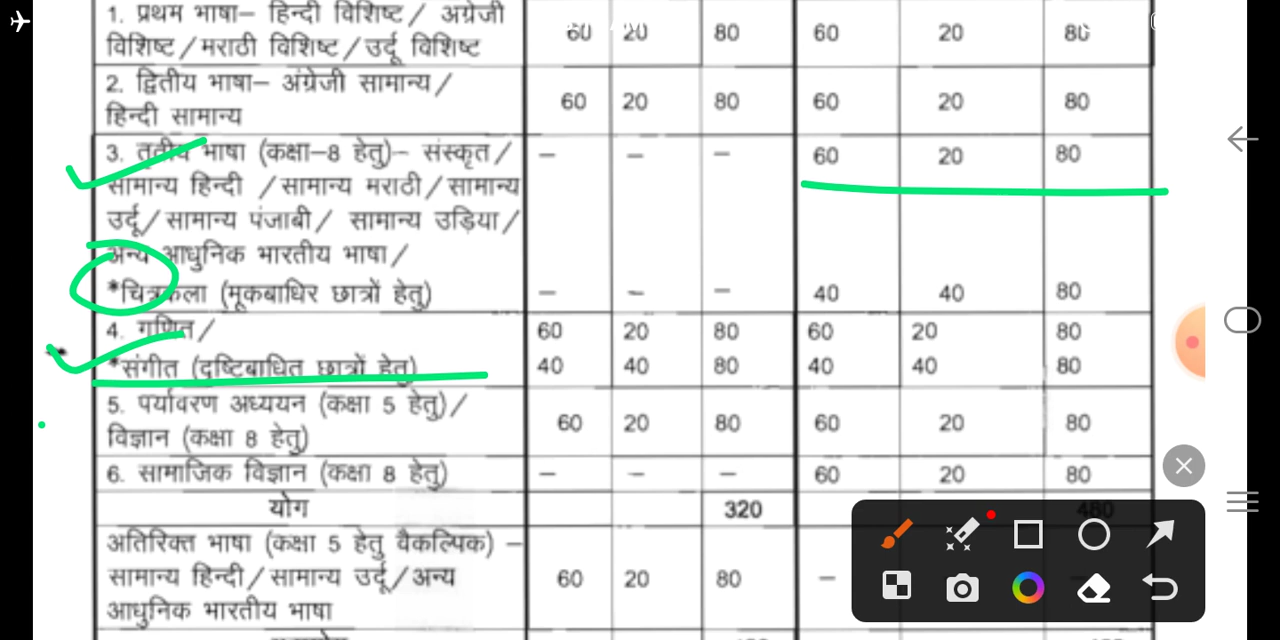 1. प्रथम भाषा– हिन्दी विशिष्ट/ अंग्रेजी
विशिष्ट/मराठी विशिष्ट/उर्दू विशिष्ट 60 20 80 60 20 80
2. द्वितीय भाषा– अंग्रेजी सामान्य/
हिन्दी सामान्य 60 20 80 60 20 80
3. तृतीय भाषा (कक्षा–8 हेतु)– संस्कृत/ – – – 60 20 80
सामान्य हिन्दी /सामान्य मराठी/सामान्य
उर्दू/सामान्य पंजाबी/ सामान्य उड़िया/
अन्य आधुनिक भारतीय भाषा/
*चित्रकला (मूकबाधिर छात्रों हेतु) – – – 40 40 80
4. गणित/ 60 20 80 60 20 80
*संगीत (दृष्टिबाधित छात्रों हेतु) 40 40 80 40 40 80
5. पर्यावरण अध्ययन (कक्षा 5 हेतु)/
विज्ञान (कक्षा 8 हेतु) 60 20 80 60 20 80
6. सामाजिक विज्ञान (कक्षा 8 हेतु) – – – 60 20 80
योग 320 480
अतिरिक्त भाषा (कक्षा 5 हेतु वैकल्पिक) –
सामान्य हिन्दी/सामान्य उर्दू/अन्य 60 20 80 –
आधुनिक भारतीय भाषा